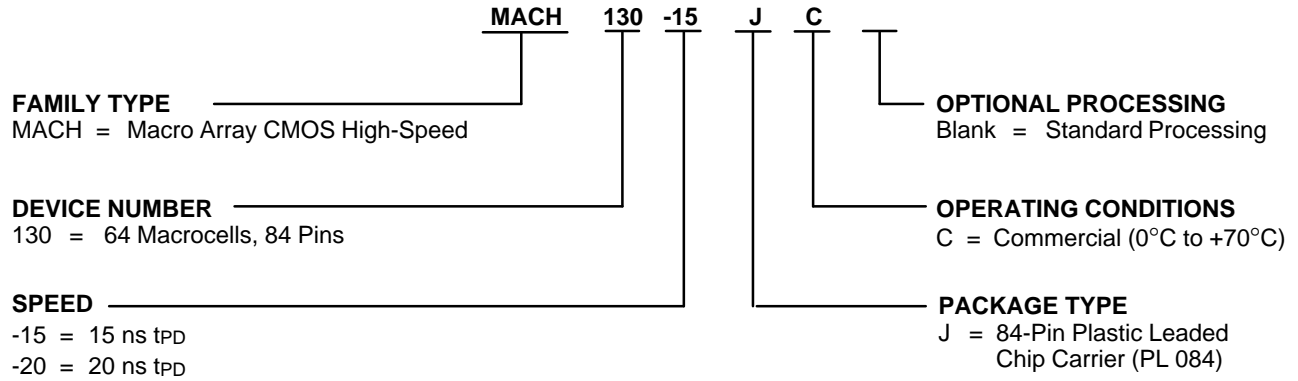 MACH 130 -15 J C
FAMILY TYPE
MACH = Macro Array CMOS High-Speed
DEVICE NUMBER
130 = 64 Macrocells, 84 Pins
SPEED
-15 = 15 ns tPD
-20 = 20 ns tPD
OPTIONAL PROCESSING
Blank = Standard Processing
OPERATING CONDITIONS
C = Commercial (0°C to +70°C)
PACKAGE TYPE
J = 84-Pin Plastic Leaded
Chip Carrier (PL 084)